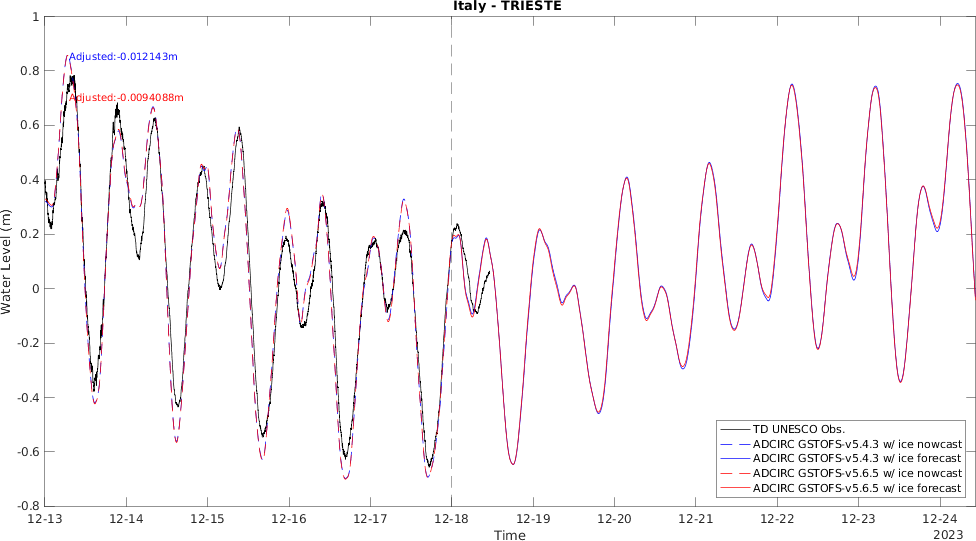 Italy - TRIESTE
Adjusted:-0.012143m
Adjusted:-0.0094088m
Water Level (m)
1
0.8
0.6
0.4
0.2
0
-0.2
-0.4
-0.6
-0.8
TD UNESCO Obs.
ADCIRC GSTOFS-v5.4.3 w/ ice nowcast
ADCIRC GSTOFS-v5.4.3 w/ ice forecast
ADCIRC GSTOFS-v5.6.5 w/ ice nowcast
ADCIRC GSTOFS-v5.6.5 w/ ice forecast
12-13 12-14 12-15 12-16 12-17 12-18 12-19 12-20 12-21 12-22 12-23 12-24
Time
2023